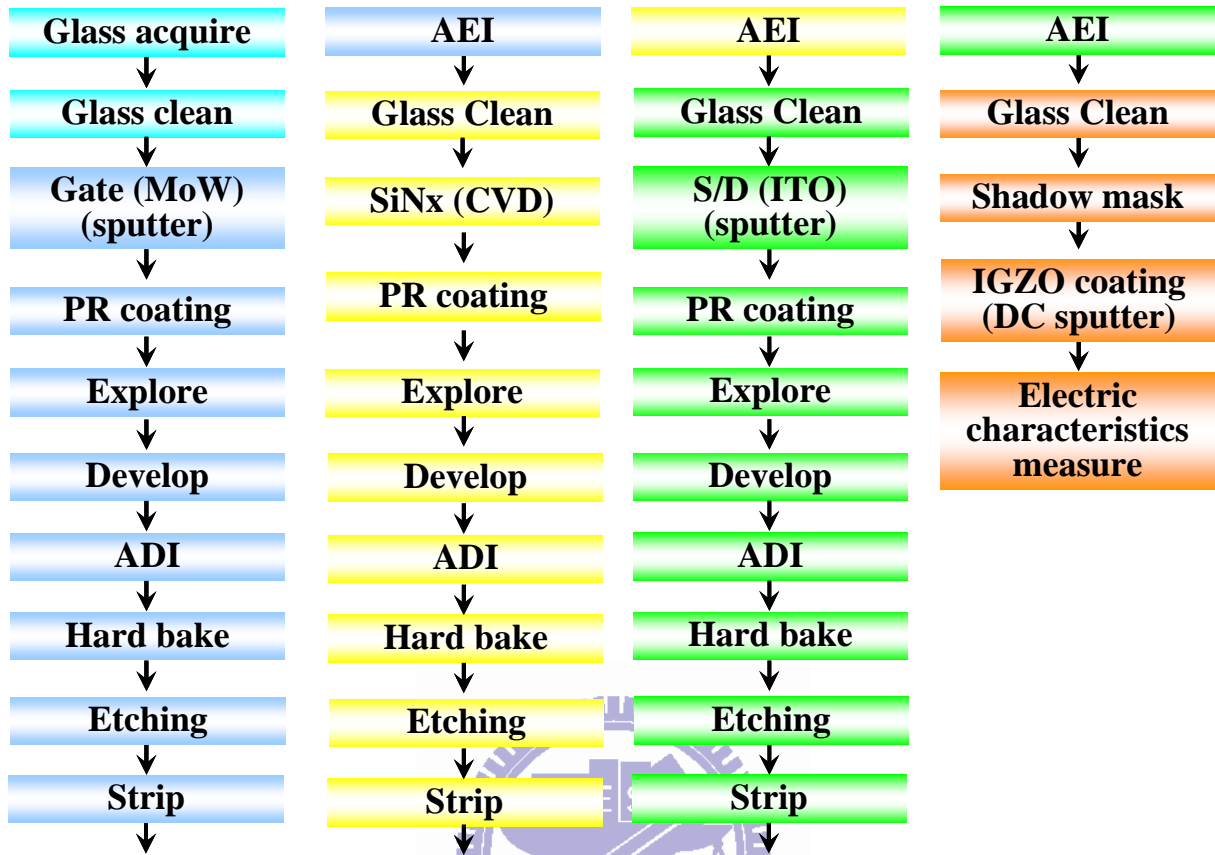 Glass acquire
Glass clean
Gate (MoW)
(sputter)
PR coating
Explore
Develop
ADI
Hard bake
Etching
Strip
AEI
Glass Clean
SiNx (CVD)
PR coating
Explore
Develop
ADI
Hard bake
Etching
Strip
AEI
Glass Clean
S/D (ITO)
(sputter)
PR coating
Explore
Develop
ADI
Hard bake
Etching
Strip
AEI
Glass Clean
Shadow mask
IGZO coating
(DC sputter)
Electric
characteristics
measure